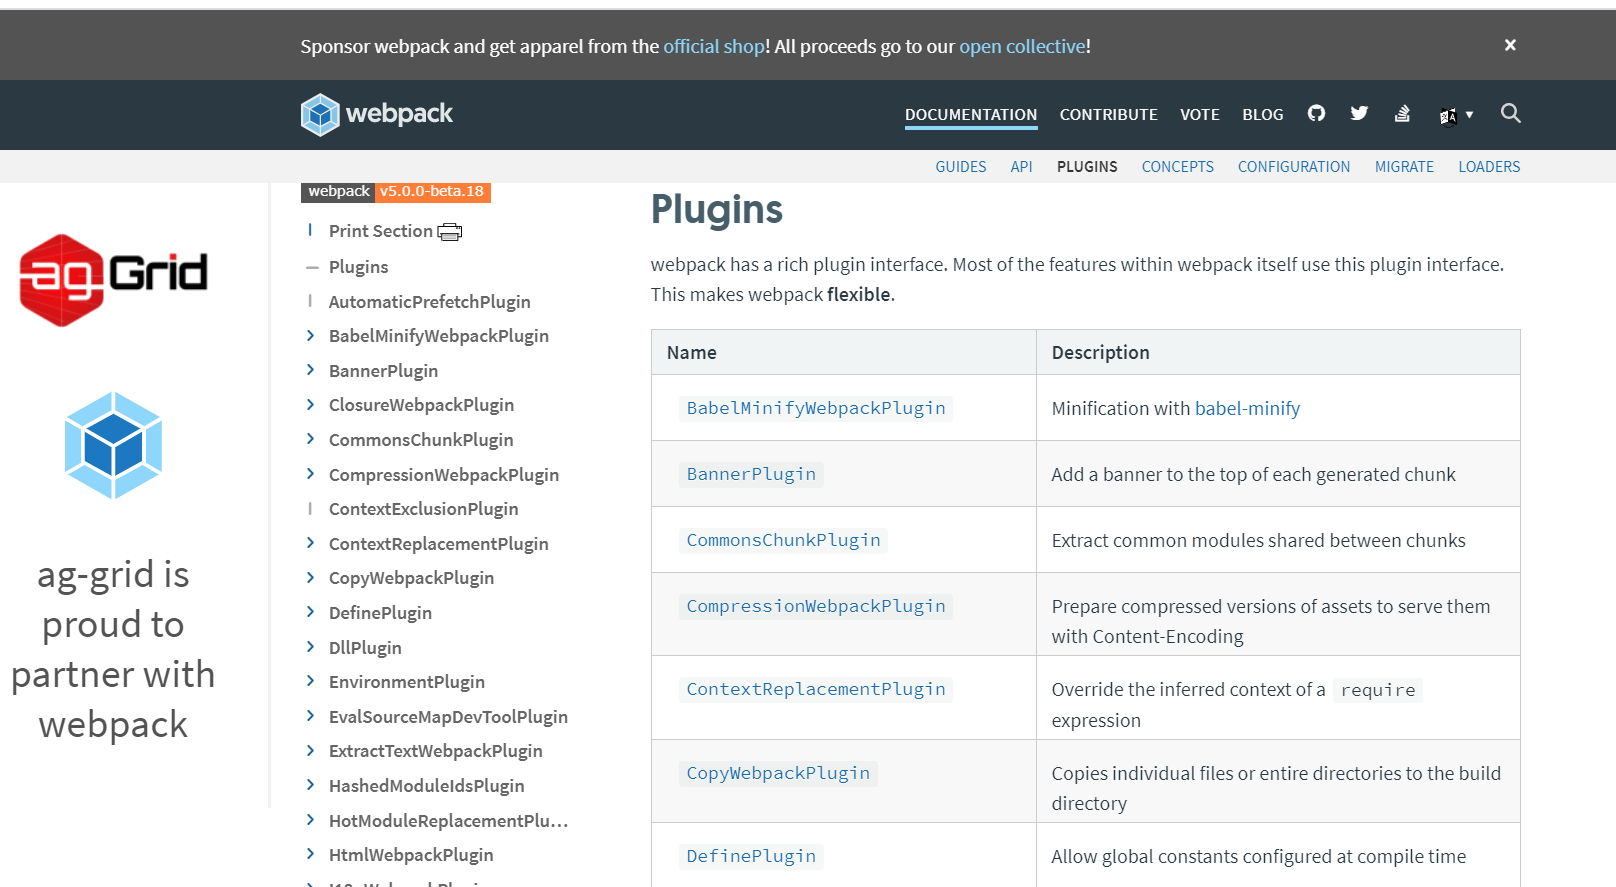 Sponsor webpack and get apparel from the official shop! All proceeds go to our open collective!
webpack
DOCUMENTATION CONTRIBUTE VOTE BLOG
GUIDES API PLUGINS CONCEPTS CONFIGURATION MIGRATE LOADERS
ag-Grid
ag-grid is
proud to
partner with
webpack
webpack v5.0.0-beta.18
Print Section
Plugins
AutomaticPrefetchPlugin
BabelMinifyWebpackPlugin
BannerPlugin
ClosureWebpackPlugin
CommonsChunkPlugin
CompressionWebpackPlugin
ContextExclusionPlugin
ContextReplacementPlugin
CopyWebpackPlugin
DefinePlugin
DllPlugin
EnvironmentPlugin
EvalSourceMapDevToolPlugin
ExtractTextWebpackPlugin
HashedModuleIdsPlugin
HotModuleReplacementPlu...
HtmlWebpackPlugin
Plugins
webpack has a rich plugin interface. Most of the features within webpack itself use this plugin interface.
This makes webpack flexible.
Name Description
BabelMinifyWebpackPlugin Minification with babel-minify
BannerPlugin Add a banner to the top of each generated chunk
CommonsChunkPlugin Extract common modules shared between chunks
CompressionWebpackPlugin Prepare compressed versions of assets to serve them
with Content-Encoding
ContextReplacementPlugin Override the inferred context of a require
expression
CopyWebpackPlugin Copies individual files or entire directories to the build
directory
DefinePlugin Allow global constants configured at compile time